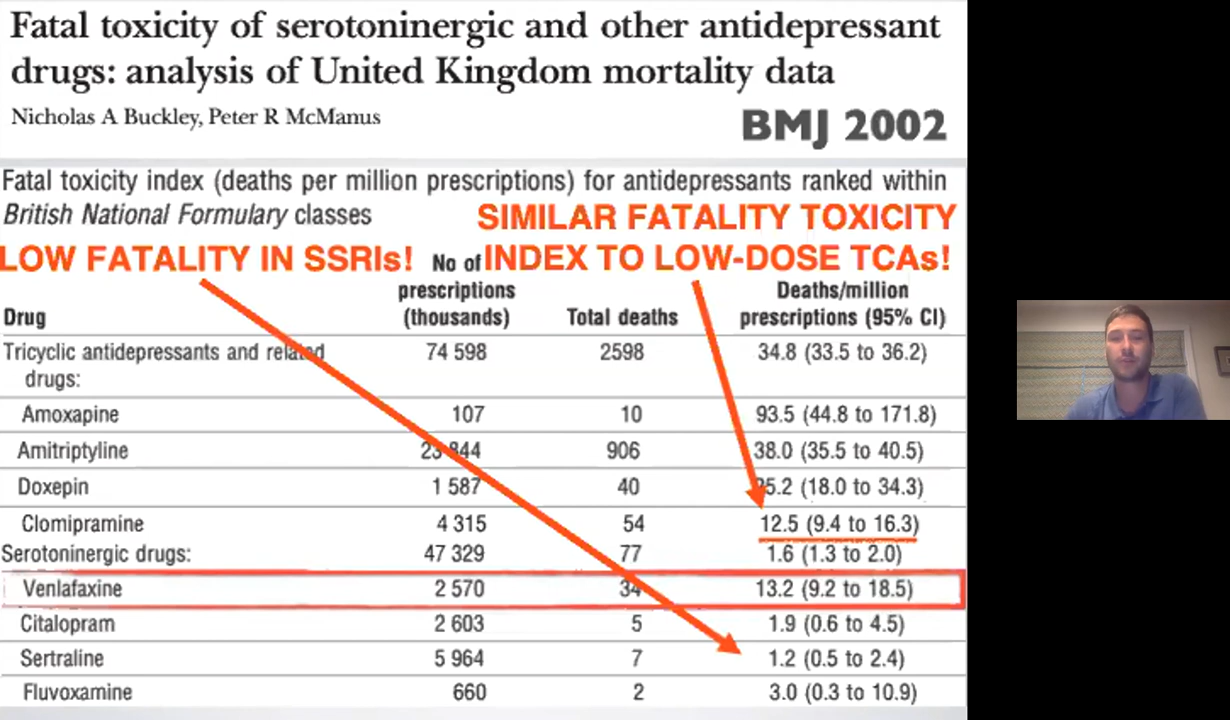 Fatal toxicity of serotoninergic and other antidepressant
drugs: analysis of United Kingdom mortality data
Nicholas A Buckley, Peter R McManus
BMJ 2002
Fatal toxicity index (deaths per million prescriptions) for antidepressants ranked within
British National Formulary classes
SIMILAR FATALITY TOXICITY
INDEX TO LOW-DOSE TCAs!
LOW FATALITY IN SSRIs!
Drug
No of
prescriptions
(thousands)
Total deaths
Deaths/million
prescriptions (95% CI)
Tricyclic antidepressants and related
drugs:
74 598 2598 34.8 (33.5 to 36.2)
Amoxapine 107 10 93.5 (44.8 to 171.8)
Amitriptyline 23 844 906 38.0 (35.5 to 40.5)
Doxepin 1 587 40 25.2 (18.0 to 34.3)
Clomipramine 4 315 54 12.5 (9.4 to 16.3)
Serotoninergic drugs: 47 329 77 1.6 (1.3 to 2.0)
Venlafaxine 2 570 34 13.2 (9.2 to 18.5)
Citalopram 2 603 5 1.9 (0.6 to 4.5)
Sertraline 5 964 7 1.2 (0.5 to 2.4)
Fluvoxamine 660 2 3.0 (0.3 to 10.9)